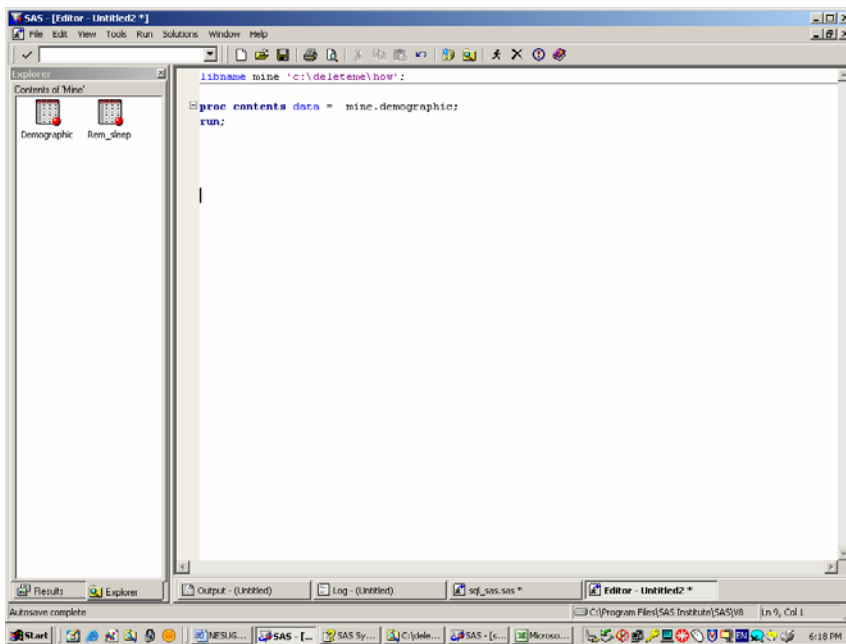 SAS - [Editor - Untitled2 *]
File Edit View Tools Run Solutions Window Help
Explorer
Contents of 'Mine'
Demographic Rem_sleep
libname mine 'c:\deleteme\how';
proc contents data = mine.demographic;
run;
Results Explorer
Output - (Untitled) Log - (Untitled) sql_sas.sas * Editor - Untitled2 *
Autosave complete C:\Program Files\SAS Institute\SAS\V8 Ln 9, Col 1
Start NESUG... SAS - [... SAS Sy... C:\dele... SAS - [s... Microso... EN 6:18 PM